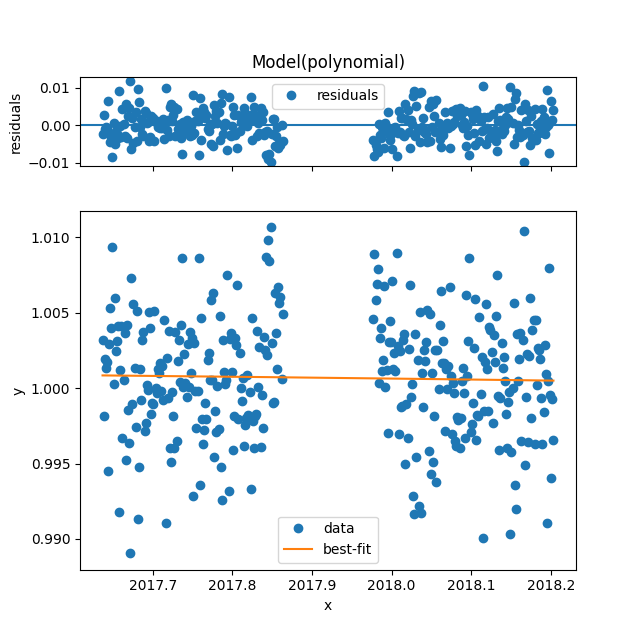 Model(polynomial)
0.01
0.00
−0.01
residuals
residuals
1.010
1.005
1.000
0.995
0.990
y
data
best-fit
2017.7 2017.8 2017.9 2018.0 2018.1 2018.2
x